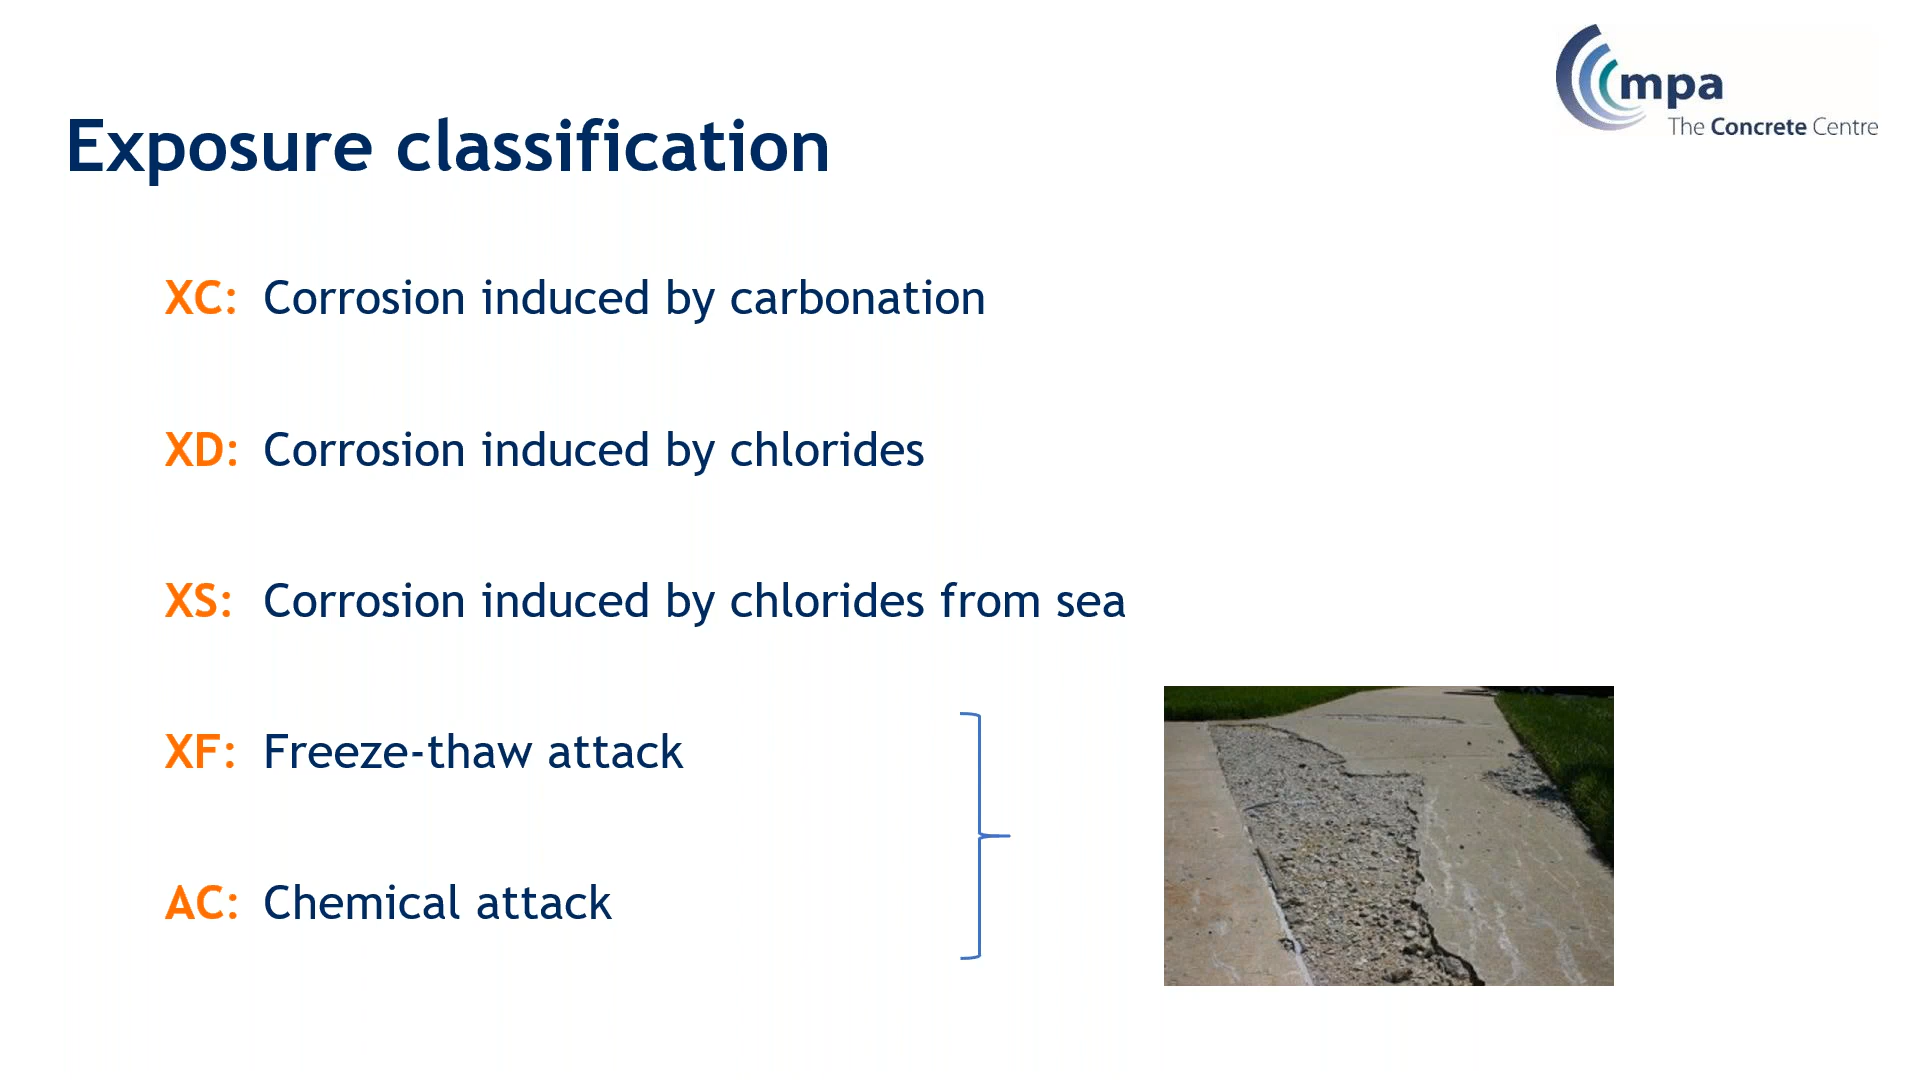 mpa
The Concrete Centre
Exposure classification
XC: Corrosion induced by carbonation
XD: Corrosion induced by chlorides
XS: Corrosion induced by chlorides from sea
XF: Freeze-thaw attack
AC: Chemical attack